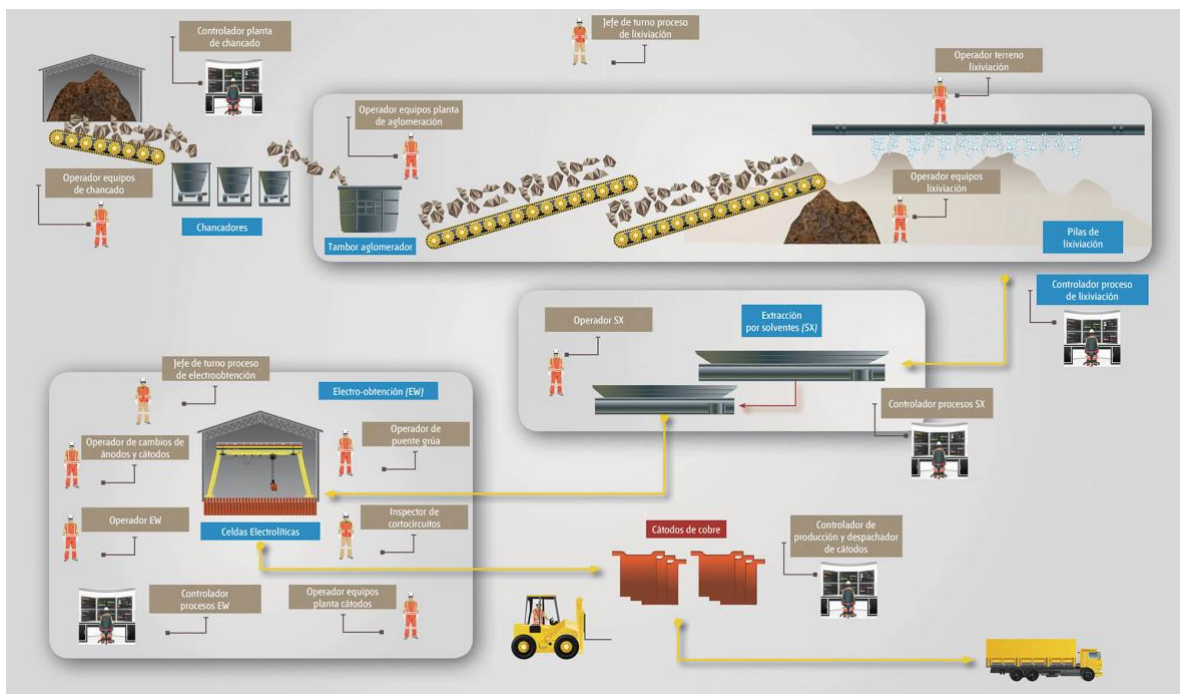 Controlador planta
de chancado
Jefe de turno proceso
de lixiviación
Operador terreno
lixiviación
Operador equipos planta
de aglomeración
Operador equipos
de chancado
Operador equipos
lixiviación
Chancadores
Tambor aglomerador
Pilas de
lixiviación
Controlador proceso
de lixiviación
Operador SX
Extracción
por solventes (SX)
Jefe de turno proceso
de electroobtención
Electro-obtención (EW)
Controlador procesos SX
Operador de cambios de
ánodos y cátodos
Operador de
puente grúa
Operador EW
Celdas Electrolíticas
Inspector de
cortocircuitos
Cátodos de cobre
Controlador de
producción y despachador
de cátodos
Controlador
procesos EW
Operador equipos
planta cátodos